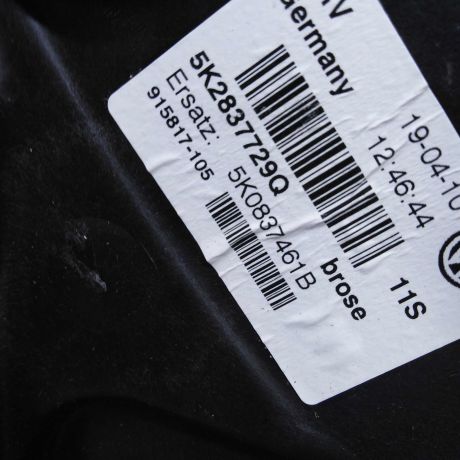 Germany
19-04-10
12:46:44
5K2837729Q
Ersatz: 5K0837461B
915817-105
brose
11S